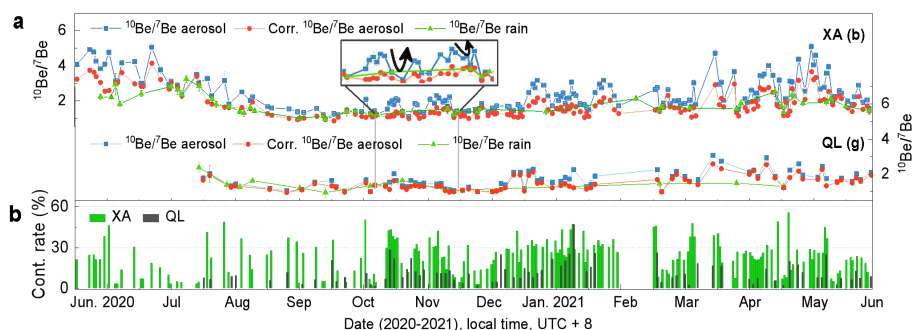 a
6
4
2
¹⁰Be/⁷Be
¹⁰Be/⁷Be aerosol Corr. ¹⁰Be/⁷Be aerosol ¹⁰Be/⁷Be rain
XA (b)
6
4
2
¹⁰Be/⁷Be
¹⁰Be/⁷Be aerosol Corr. ¹⁰Be/⁷Be aerosol ¹⁰Be/⁷Be rain
QL (g)
b
60
30
0
Cont. rate (%)
XA QL
Jun. 2020 Jul Aug Sep Oct Nov Dec Jan. 2021 Feb Mar Apr May Jun
Date (2020-2021), local time, UTC + 8